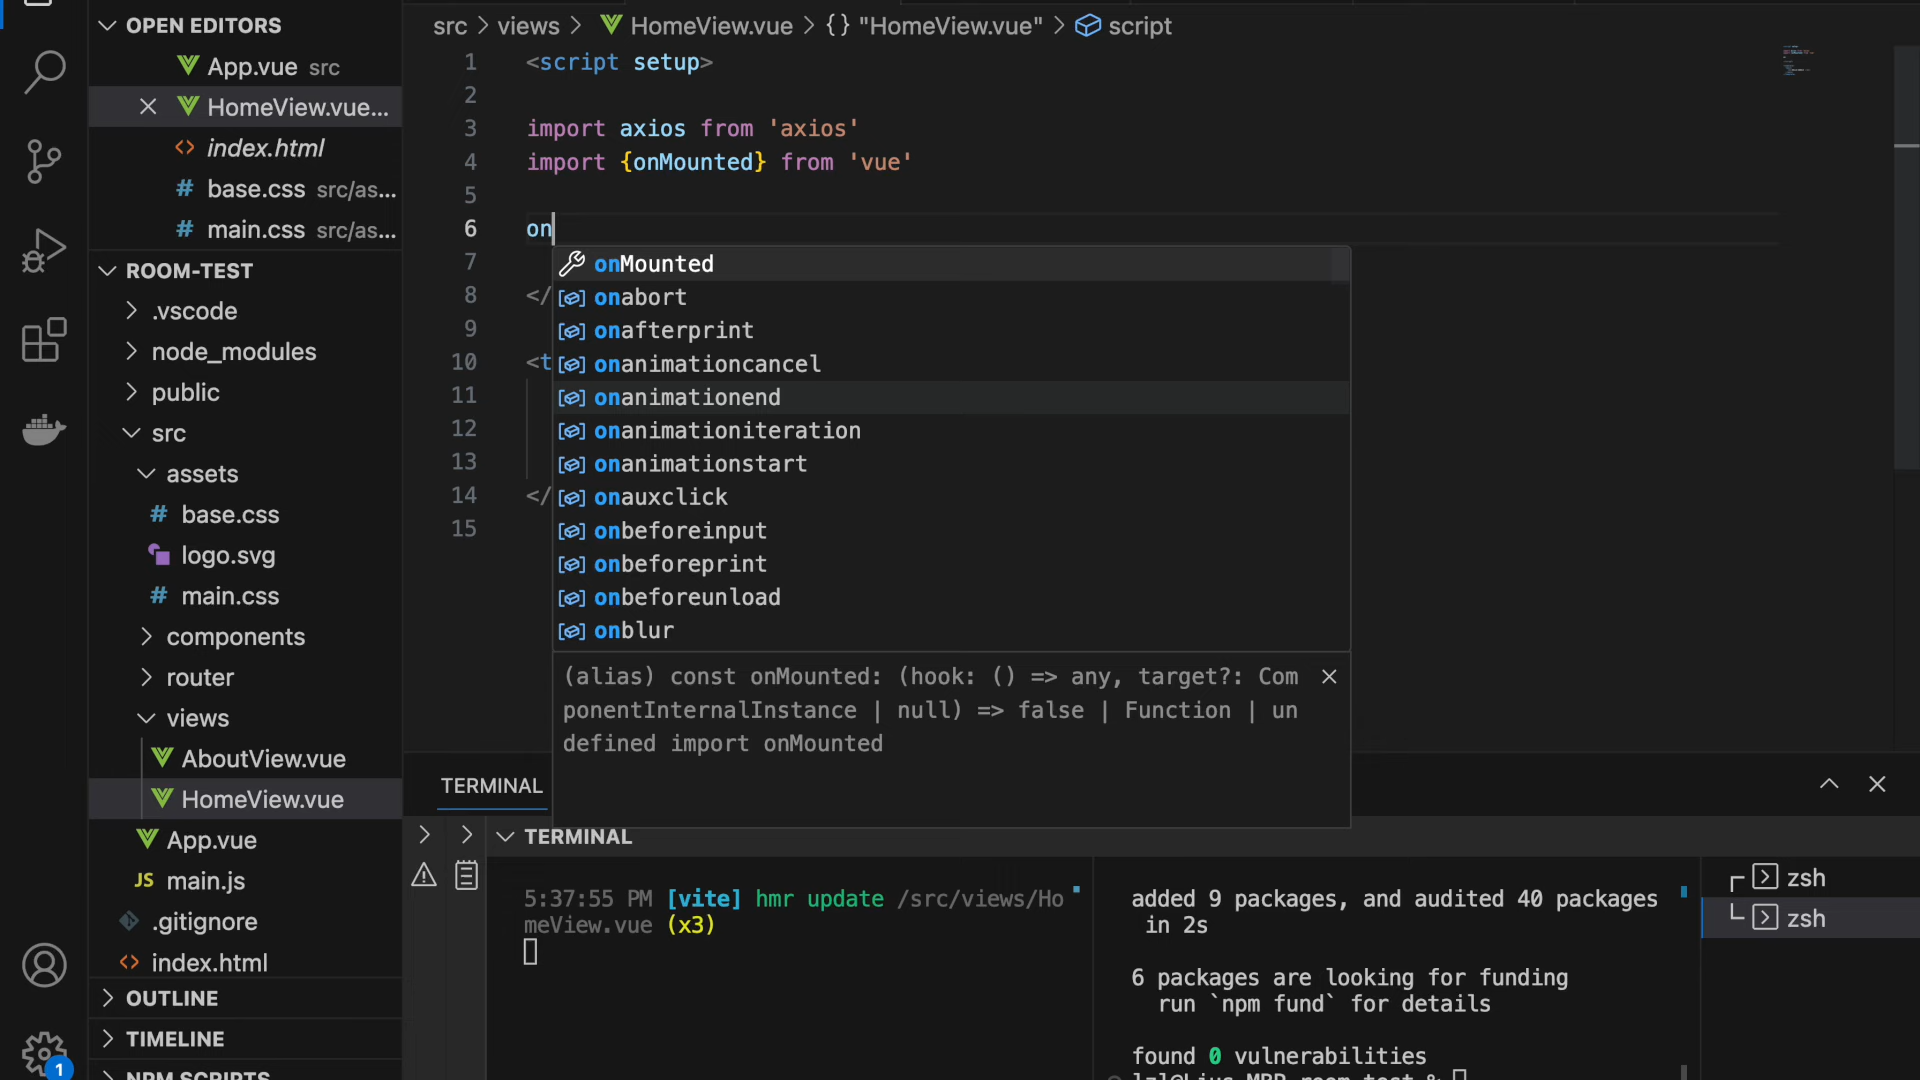 OPEN EDITORS
App.vue src
HomeView.vue...
index.html
base.css src/as...
main.css src/as...
ROOM-TEST
.vscode
node_modules
public
src
assets
base.css
logo.svg
main.css
components
router
views
AboutView.vue
HomeView.vue
App.vue
JS main.js
.gitignore
index.html
OUTLINE
TIMELINE
NPM SCRIPTS
1
src > views > HomeView.vue > {} "HomeView.vue" > script
1 <script setup>
2
3 import axios from 'axios'
4 import {onMounted} from 'vue'
5
6 on
7
8 </
9
10 <t
11
12
13
14 </
15
onMounted
onabort
onafterprint
onanimationcancel
onanimationend
onanimationiteration
onanimationstart
onauxclick
onbeforeinput
onbeforeprint
onbeforeunload
onblur
(alias) const onMounted: (hook: () => any, target?: Com
ponentInternalInstance | null) => false | Function | un
defined import onMounted
TERMINAL
TERMINAL
5:37:55 PM [vite] hmr update /src/views/Ho
meView.vue (x3)
added 9 packages, and audited 40 packages
in 2s
6 packages are looking for funding
run `npm fund` for details
found 0 vulnerabilities
zsh
zsh